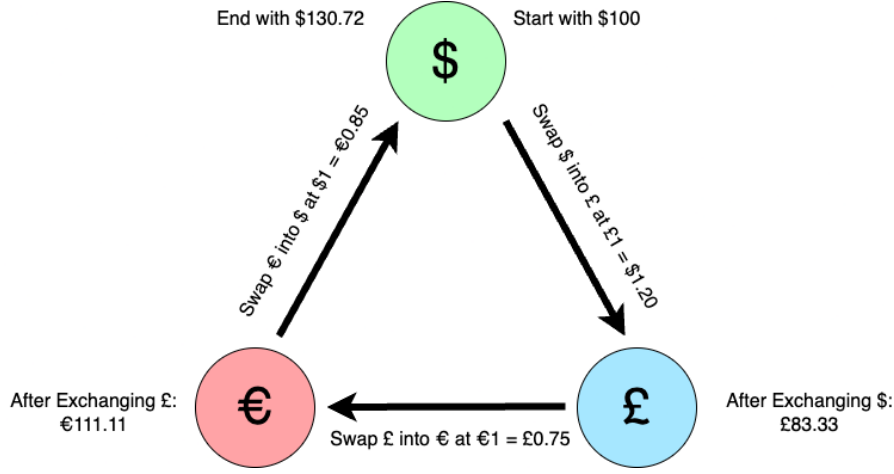 End with $130.72
Start with $100
$
Swap € into $ at $1 = €0.85
Swap $ into £ at £1 = $1.20
After Exchanging £:
€111.11
€
£
After Exchanging $:
£83.33
Swap £ into € at €1 = £0.75